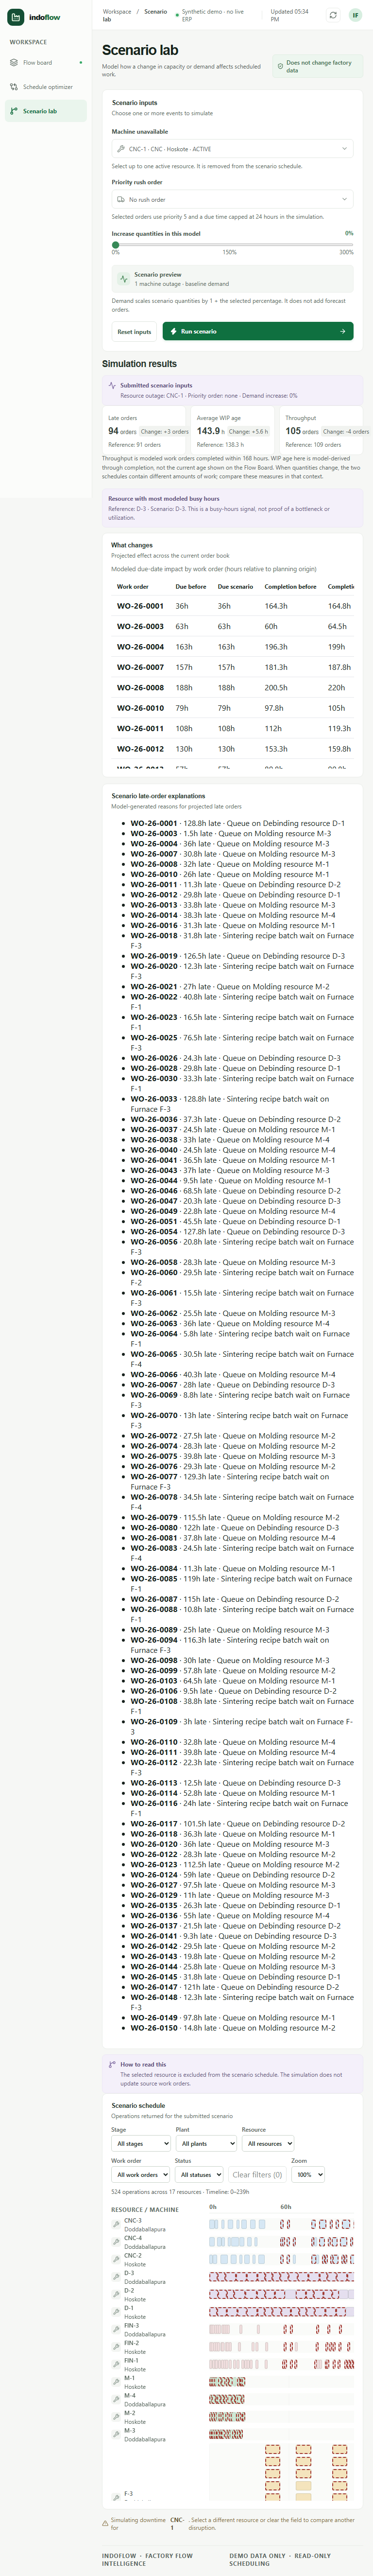 indoflow
WORKSPACE
Flow board
Schedule optimizer
Scenario lab
Workspace / Scenario lab
Synthetic demo - no live ERP
Updated 05:34 PM
IF
Scenario lab
Model how a change in capacity or demand affects scheduled work.
Does not change factory data
Scenario inputs
Choose one or more events to simulate
Machine unavailable
CNC-1 · CNC · Hoskote · ACTIVE
Select up to one active resource. It is removed from the scenario schedule.
Priority rush order
No rush order
Selected orders use priority 5 and a due time capped at 24 hours in the simulation.
Increase quantities in this model 0%
0% 150% 300%
Scenario preview
1 machine outage · baseline demand
Demand scales scenario quantities by 1 + the selected percentage. It does not add forecast orders.
Reset inputs
Run scenario
Simulation results
Submitted scenario inputs
Resource outage: CNC-1 · Priority order: none · Demand increase: 0%
Late orders
94 orders Change: +3 orders
Reference: 91 orders
Average WIP age
143.9 h Change: +5.6 h
Reference: 138.3 h
Throughput
105 orders Change: -4 orders
Reference: 109 orders
Throughput is modeled work orders completed within 168 hours. WIP age here is model-derived through completion, not the current age shown on the Flow Board. When quantities change, the two schedules contain different amounts of work; compare these measures in that context.
Resource with most modeled busy hours
Reference: D-3 · Scenario: D-3. This is a busy-hours signal, not proof of a bottleneck or utilization.
What changes
Projected effect across the current order book
Modeled due-date impact by work order (hours relative to planning origin)
Work order Due before Due scenario Completion before Completi
WO-26-0001 36h 36h 164.3h 164.8h
WO-26-0003 63h 63h 60h 64.5h
WO-26-0004 163h 163h 196.3h 199h
WO-26-0007 157h 157h 181.3h 187.8h
WO-26-0008 188h 188h 200.5h 220h
WO-26-0010 79h 79h 97.8h 105h
WO-26-0011 108h 108h 112h 119.3h
WO-26-0012 130h 130h 153.3h 159.8h
Scenario late-order explanations
Model-generated reasons for projected late orders
WO-26-0001 · 128.8h late · Queue on Debinding resource D-1
WO-26-0003 · 1.5h late · Queue on Molding resource M-3
WO-26-0004 · 36h late · Queue on Molding resource M-3
WO-26-0007 · 30.8h late · Queue on Molding resource M-3
WO-26-0008 · 32h late · Queue on Molding resource M-1
WO-26-0010 · 26h late · Queue on Molding resource M-1
WO-26-0011 · 11.3h late · Queue on Debinding resource D-2
WO-26-0012 · 29.8h late · Queue on Debinding resource D-1
WO-26-0013 · 33.8h late · Queue on Molding resource M-3
WO-26-0014 · 38.3h late · Queue on Molding resource M-4
WO-26-0016 · 31.3h late · Queue on Molding resource M-1
WO-26-0018 · 31.8h late · Sintering recipe batch wait on Furnace F-3
WO-26-0019 · 126.5h late · Queue on Debinding resource D-3
WO-26-0020 · 12.3h late · Sintering recipe batch wait on Furnace F-3
WO-26-0021 · 27h late · Queue on Molding resource M-2
WO-26-0022 · 40.8h late · Sintering recipe batch wait on Furnace F-1
WO-26-0023 · 16.5h late · Sintering recipe batch wait on Furnace F-1
WO-26-0025 · 76.5h late · Sintering recipe batch wait on Furnace F-3
WO-26-0026 · 24.3h late · Queue on Debinding resource D-3
WO-26-0028 · 29.8h late · Queue on Debinding resource D-1
WO-26-0030 · 33.3h late · Sintering recipe batch wait on Furnace F-1
WO-26-0033 · 128.8h late · Sintering recipe batch wait on Furnace F-3
WO-26-0036 · 37.3h late · Queue on Debinding resource D-2
WO-26-0037 · 24.5h late · Queue on Molding resource M-1
WO-26-0038 · 33h late · Queue on Molding resource M-4
WO-26-0040 · 24.5h late · Queue on Molding resource M-4
WO-26-0041 · 36.5h late · Queue on Molding resource M-1
WO-26-0043 · 37h late · Queue on Molding resource M-3
WO-26-0044 · 9.5h late · Queue on Molding resource M-1
WO-26-0046 · 68.5h late · Queue on Debinding resource D-2
WO-26-0047 · 20.3h late · Queue on Debinding resource D-3
WO-26-0049 · 22.8h late · Queue on Molding resource M-4
WO-26-0051 · 45.5h late · Queue on Debinding resource D-1
WO-26-0054 · 127.8h late · Queue on Debinding resource D-3
WO-26-0056 · 20.8h late · Sintering recipe batch wait on Furnace F-3
WO-26-0058 · 28.3h late · Queue on Molding resource M-3
WO-26-0060 · 29.5h late · Sintering recipe batch wait on Furnace F-2
WO-26-0061 · 15.5h late · Sintering recipe batch wait on Furnace F-3
WO-26-0062 · 25.5h late · Queue on Molding resource M-3
WO-26-0063 · 36h late · Queue on Molding resource M-4
WO-26-0064 · 5.8h late · Sintering recipe batch wait on Furnace F-1
WO-26-0065 · 30.5h late · Sintering recipe batch wait on Furnace F-4
WO-26-0066 · 40.3h late · Queue on Molding resource M-4
WO-26-0067 · 28h late · Queue on Debinding resource D-3
WO-26-0069 · 8.8h late · Sintering recipe batch wait on Furnace F-3
WO-26-0070 · 13h late · Sintering recipe batch wait on Furnace F-3
WO-26-0072 · 27.5h late · Queue on Molding resource M-2
WO-26-0074 · 28.3h late · Queue on Molding resource M-2
WO-26-0075 · 39.8h late · Queue on Molding resource M-3
WO-26-0076 · 29.3h late · Queue on Molding resource M-2
WO-26-0077 · 129.3h late · Sintering recipe batch wait on Furnace F-3
WO-26-0078 · 34.5h late · Sintering recipe batch wait on Furnace F-4
WO-26-0079 · 115.5h late · Queue on Molding resource M-2
WO-26-0080 · 122h late · Queue on Debinding resource D-3
WO-26-0081 · 37.8h late · Queue on Molding resource M-4
WO-26-0083 · 24.5h late · Sintering recipe batch wait on Furnace F-4
WO-26-0084 · 11.3h late · Queue on Molding resource M-1
WO-26-0085 · 119h late · Sintering recipe batch wait on Furnace F-1
WO-26-0087 · 115h late · Queue on Debinding resource D-2
WO-26-0088 · 10.8h late · Sintering recipe batch wait on Furnace F-1
WO-26-0089 · 25h late · Queue on Molding resource M-3
WO-26-0094 · 116.3h late · Sintering recipe batch wait on Furnace F-3
WO-26-0098 · 30h late · Queue on Molding resource M-3
WO-26-0099 · 57.8h late · Queue on Molding resource M-2
WO-26-0103 · 64.5h late · Queue on Molding resource M-1
WO-26-0106 · 9.5h late · Queue on Debinding resource D-2
WO-26-0108 · 38.8h late · Sintering recipe batch wait on Furnace F-1
WO-26-0109 · 3h late · Sintering recipe batch wait on Furnace F-3
WO-26-0110 · 32.8h late · Queue on Molding resource M-4
WO-26-0111 · 39.8h late · Queue on Molding resource M-4
WO-26-0112 · 22.3h late · Sintering recipe batch wait on Furnace F-3
WO-26-0113 · 12.5h late · Queue on Debinding resource D-3
WO-26-0114 · 52.8h late · Queue on Molding resource M-1
WO-26-0116 · 24h late · Sintering recipe batch wait on Furnace F-1
WO-26-0117 · 101.5h late · Queue on Debinding resource D-2
WO-26-0118 · 36.3h late · Queue on Molding resource M-1
WO-26-0120 · 36h late · Queue on Molding resource M-3
WO-26-0122 · 28.3h late · Queue on Molding resource M-2
WO-26-0123 · 112.5h late · Queue on Molding resource M-2
WO-26-0124 · 59h late · Queue on Debinding resource D-2
WO-26-0127 · 97.5h late · Queue on Molding resource M-3
WO-26-0129 · 11h late · Queue on Molding resource M-3
WO-26-0135 · 26.3h late · Queue on Debinding resource D-1
WO-26-0136 · 55h late · Queue on Molding resource M-4
WO-26-0137 · 21.5h late · Queue on Debinding resource D-2
WO-26-0141 · 9.3h late · Queue on Debinding resource D-3
WO-26-0142 · 29.5h late · Queue on Molding resource M-2
WO-26-0143 · 19.8h late · Queue on Molding resource M-2
WO-26-0144 · 25.8h late · Queue on Molding resource M-3
WO-26-0145 · 31.8h late · Queue on Debinding resource D-1
WO-26-0147 · 121h late · Queue on Debinding resource D-2
WO-26-0148 · 12.3h late · Sintering recipe batch wait on Furnace F-3
WO-26-0149 · 97.8h late · Queue on Molding resource M-1
WO-26-0150 · 14.8h late · Queue on Molding resource M-2
How to read this
The selected resource is excluded from the scenario schedule. The simulation does not update source work orders.
Scenario schedule
Operations returned for the submitted scenario
Stage Plant Resource
All stages All plants All resources
Work order Status Zoom
All work orders All statuses Clear filters (0) 100%
524 operations across 17 resources · Timeline: 0–239h
RESOURCE / MACHINE 0h 60h
CNC-3
Doddaballapura
CNC-4
Doddaballapura
CNC-2
Hoskote
D-3
Doddaballapura
D-2
Hoskote
D-1
Hoskote
FIN-3
Doddaballapura
FIN-2
Hoskote
FIN-1
Hoskote
M-1
Hoskote
M-4
Doddaballapura
M-2
Hoskote
M-3
Doddaballapura
F-3
Simulating downtime for CNC-1. Select a different resource or clear the field to compare another disruption.
INDOFLOW · FACTORY FLOW INTELLIGENCE
DEMO DATA ONLY · READ-ONLY SCHEDULING